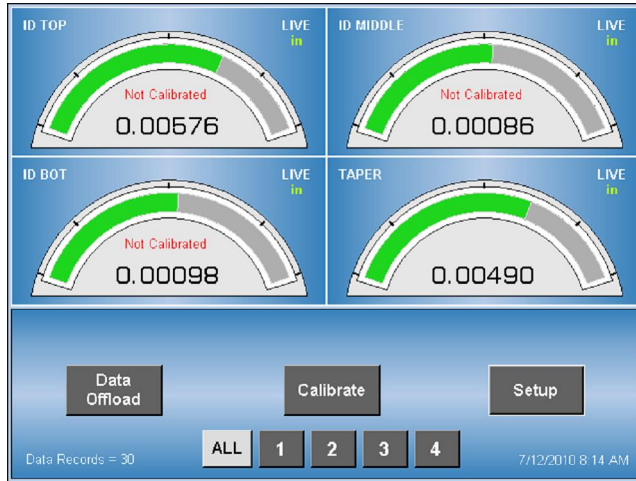 ID TOP LIVE
in
Not Calibrated
0.00576
ID MIDDLE LIVE
in
Not Calibrated
0.00086
ID BOT LIVE
in
Not Calibrated
0.00098
TAPER LIVE
in
0.00490
Data
Offload
Calibrate
Setup
ALL 1 2 3 4
Data Records = 30
7/12/2010 8:14 AM